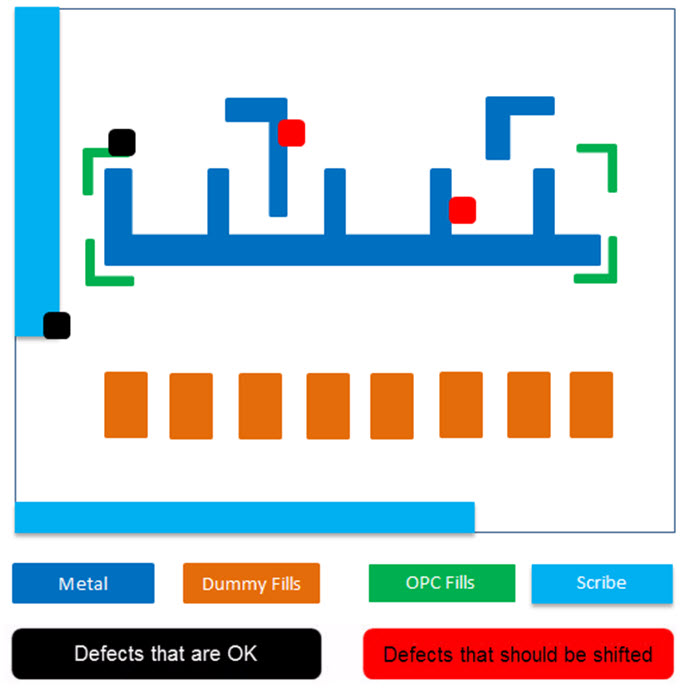 Metal
Dummy Fills
OPC Fills
Scribe
Defects that are OK
Defects that should be shifted